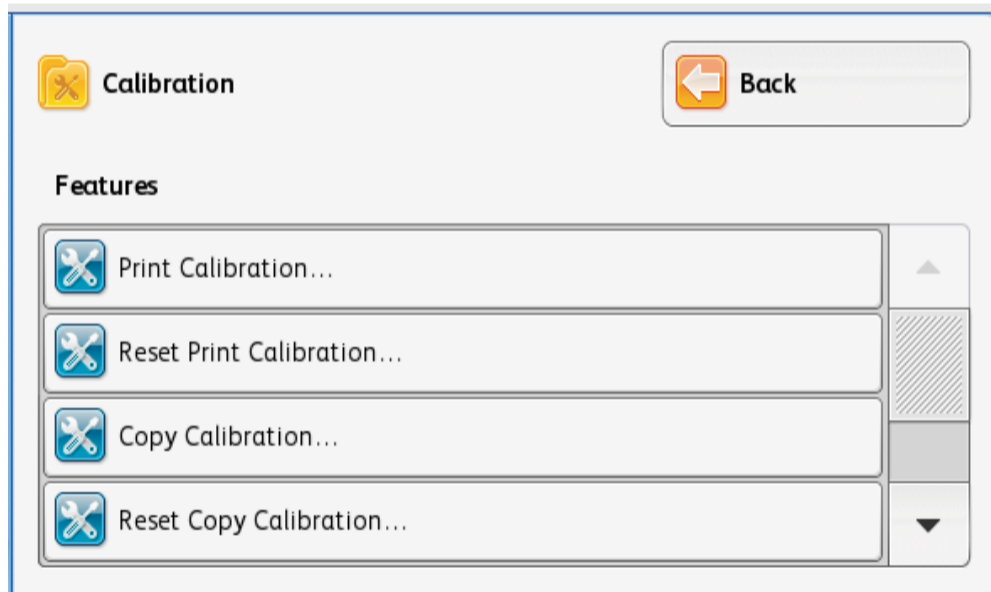 Calibration
Back
Features
Print Calibration...
Reset Print Calibration...
Copy Calibration...
Reset Copy Calibration...